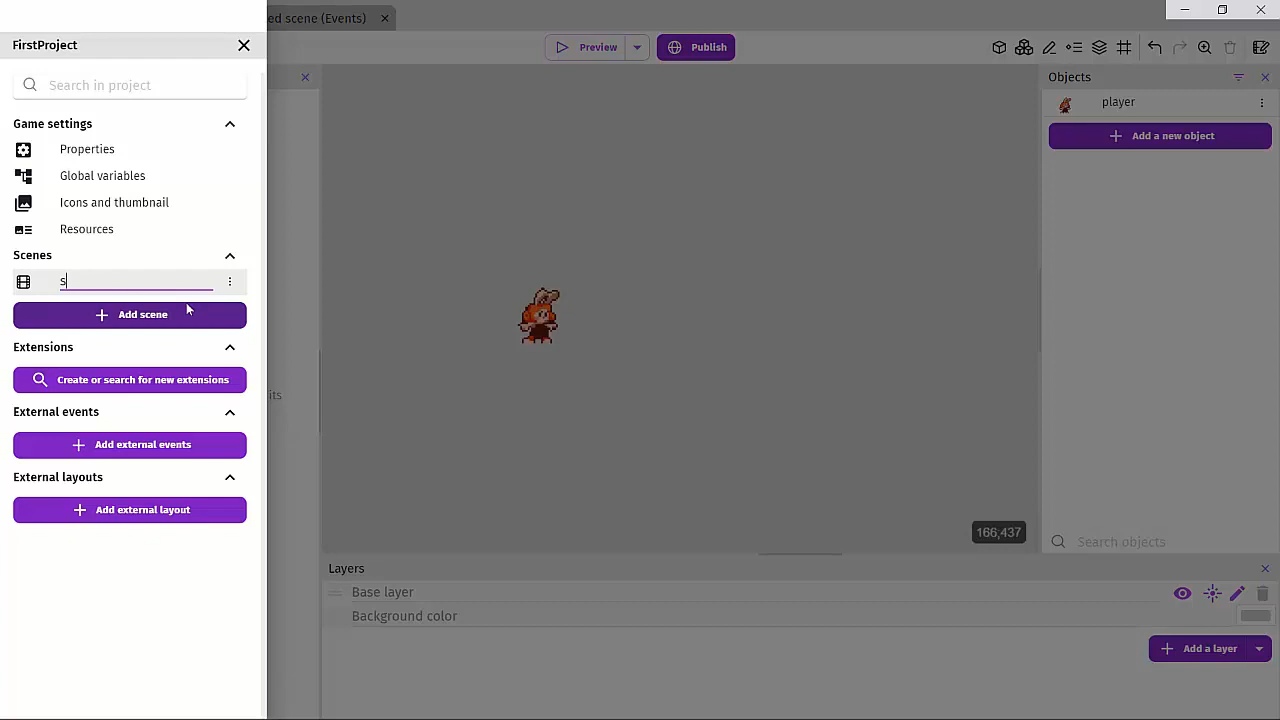 ed scene (Events)
FirstProject
Preview
Publish
Search in project
Game settings
Properties
Global variables
Icons and thumbnail
Resources
Scenes
s
Add scene
Extensions
Create or search for new extensions
External events
Add external events
External layouts
Add external layout
its
166;437
Objects
player
Add a new object
Search objects
Layers
Base layer
Background color
Add a layer